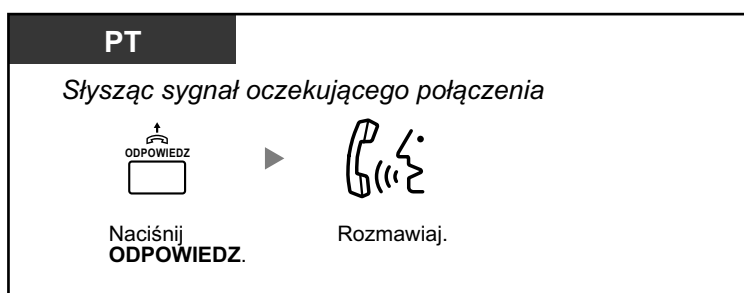 PT
Słysząc sygnał oczekującego połączenia
ODPOWIEDZ
Naciśnij
ODPOWIEDZ.
Rozmawiaj.